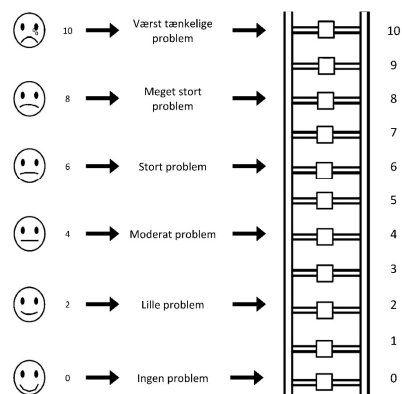 10 Værst tænkelige problem 10
9
8 Meget stort problem 8
7
6 Stort problem 6
5
4 Moderat problem 4
3
2 Lille problem 2
1
0 Ingen problem 0